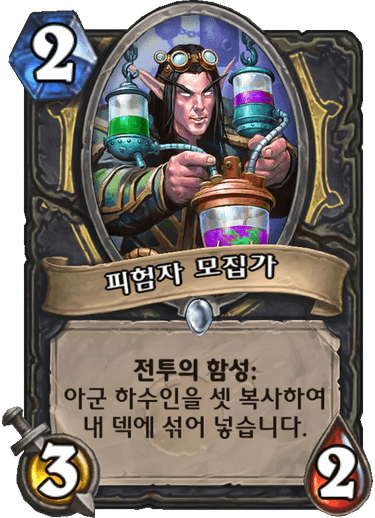 2
피험자 모집가
전투의 함성:
아군 하수인을 셋 복사하여
내 덱에 섞어 넣습니다.
3
2